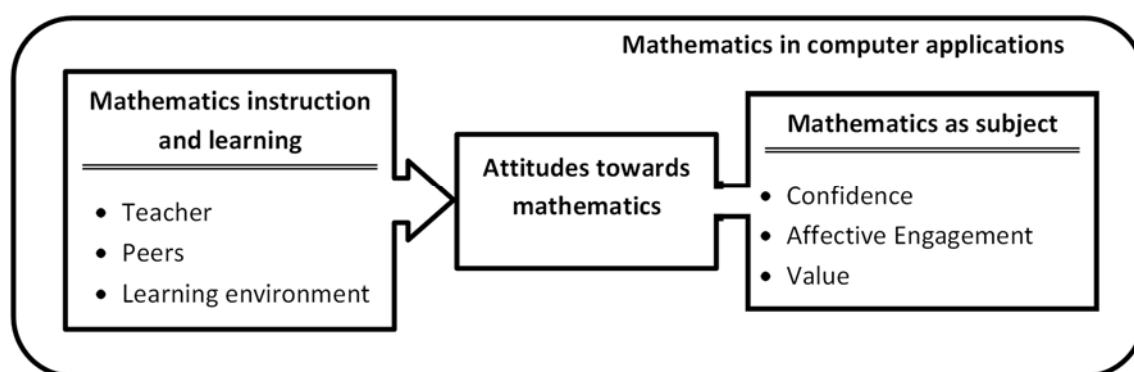 Mathematics in computer applications
Mathematics instruction
and learning
• Teacher
• Peers
• Learning environment
Attitudes towards
mathematics
Mathematics as subject
• Confidence
• Affective Engagement
• Value